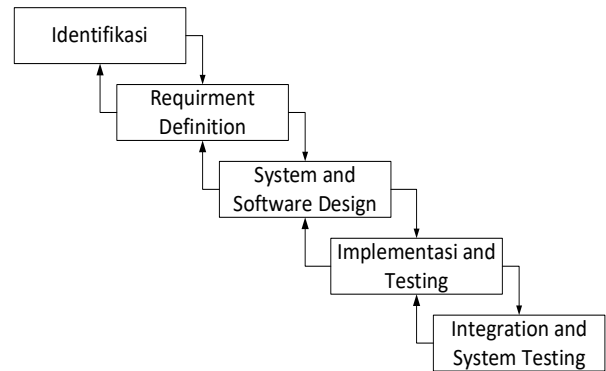 Identifikasi
Requirment
Definition
System and
Software Design
Implementasi and
Testing
Integration and
System Testing